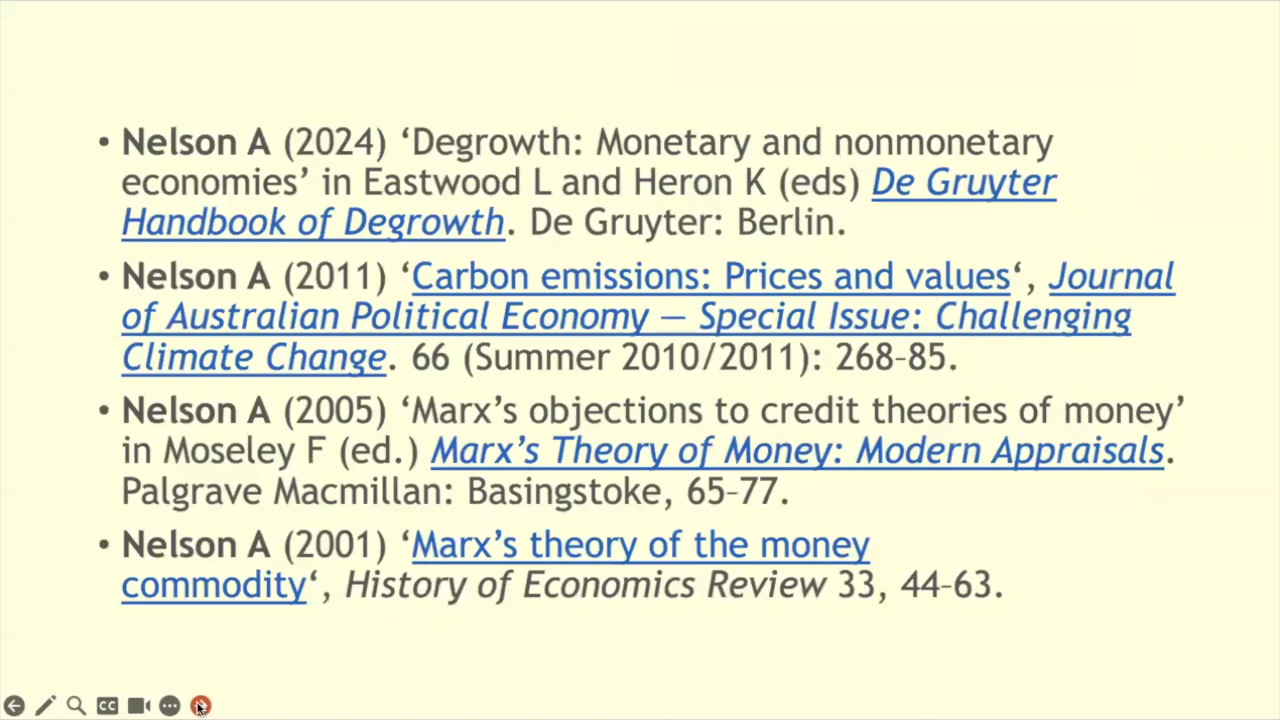 • Nelson A (2024) ‘Degrowth: Monetary and nonmonetary
economies’ in Eastwood L and Heron K (eds) De Gruyter
Handbook of Degrowth. De Gruyter: Berlin.
• Nelson A (2011) ‘Carbon emissions: Prices and values‘, Journal
of Australian Political Economy — Special Issue: Challenging
Climate Change. 66 (Summer 2010/2011): 268–85.
• Nelson A (2005) ‘Marx’s objections to credit theories of money’
in Moseley F (ed.) Marx’s Theory of Money: Modern Appraisals.
Palgrave Macmillan: Basingstoke, 65–77.
• Nelson A (2001) ‘Marx’s theory of the money
commodity‘, History of Economics Review 33, 44–63.
CC